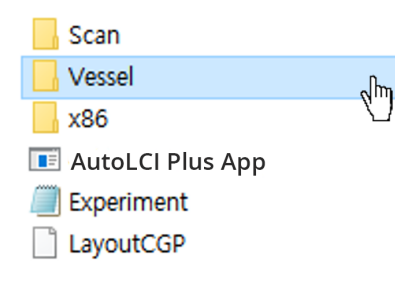 Scan
Vessel
x86
AutoLCI Plus App
Experiment
LayoutCGP